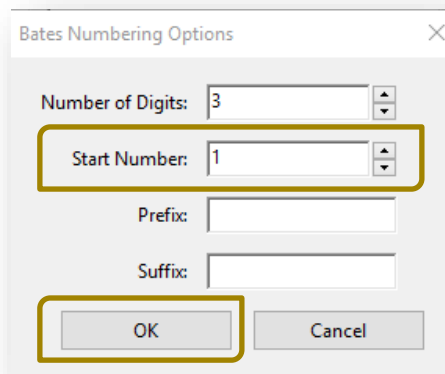 Bates Numbering Options
Number of Digits: 3
Start Number: 1
Prefix:
Suffix:
OK Cancel